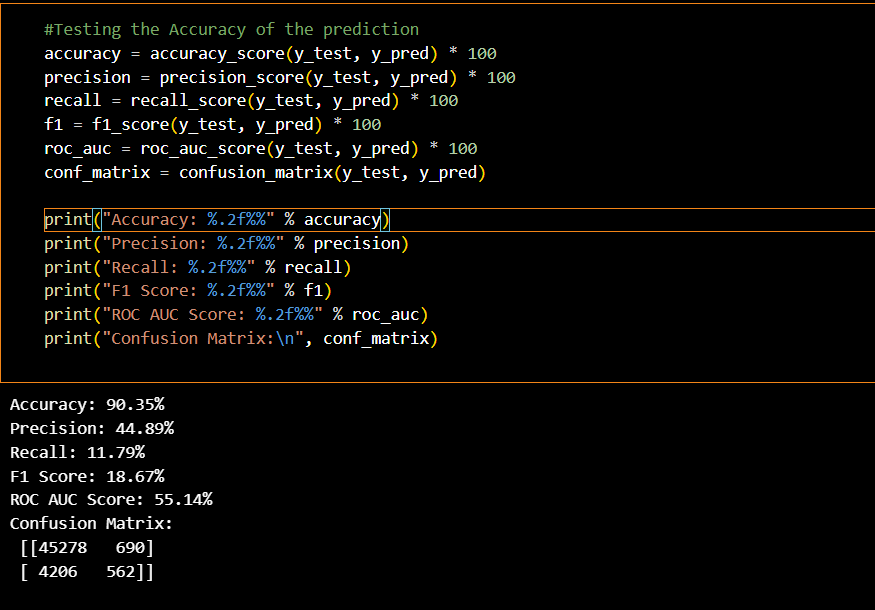 #Testing the Accuracy of the prediction
accuracy = accuracy_score(y_test, y_pred) * 100
precision = precision_score(y_test, y_pred) * 100
recall = recall_score(y_test, y_pred) * 100
f1 = f1_score(y_test, y_pred) * 100
roc_auc = roc_auc_score(y_test, y_pred) * 100
conf_matrix = confusion_matrix(y_test, y_pred)
print("Accuracy: %.2f%%" % accuracy)
print("Precision: %.2f%%" % precision)
print("Recall: %.2f%%" % recall)
print("F1 Score: %.2f%%" % f1)
print("ROC AUC Score: %.2f%%" % roc_auc)
print("Confusion Matrix:\n", conf_matrix)
Accuracy: 90.35%
Precision: 44.89%
Recall: 11.79%
F1 Score: 18.67%
ROC AUC Score: 55.14%
Confusion Matrix:
[[45278   690]
[ 4206   562]]